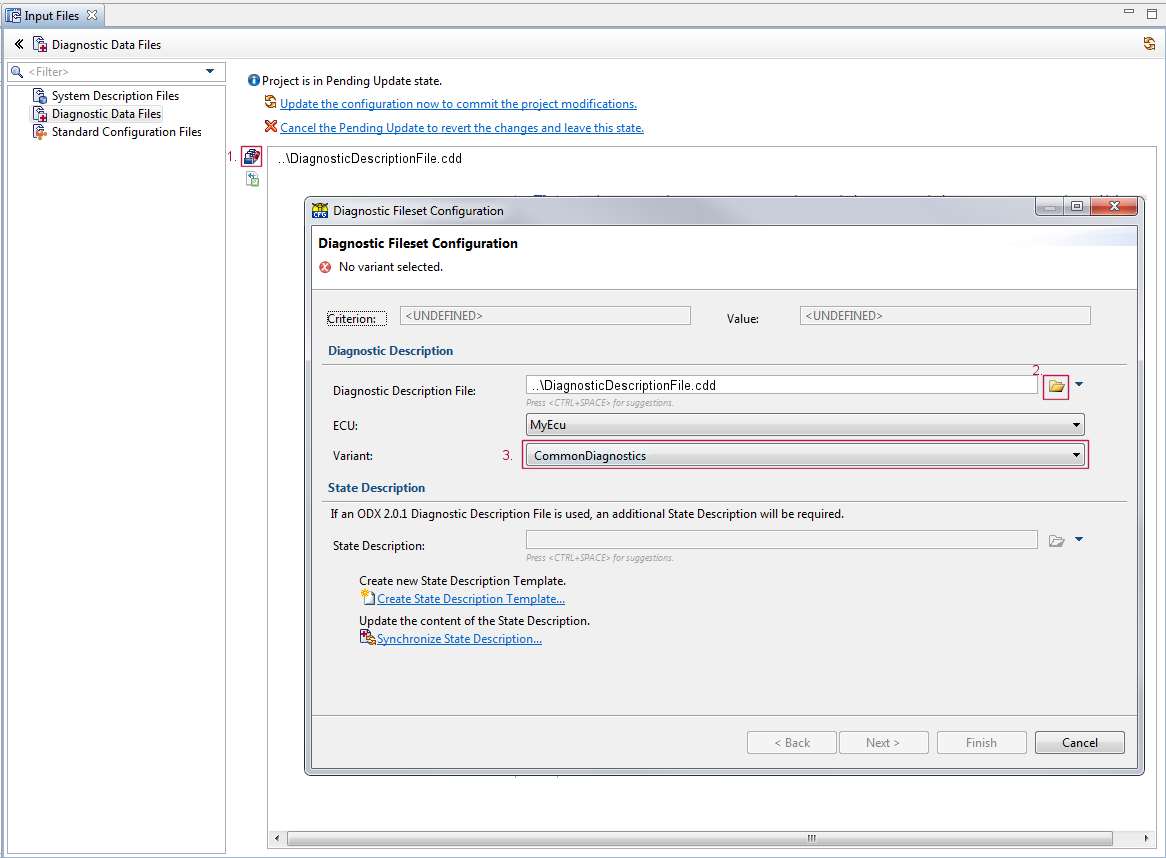 Input Files
Diagnostic Data Files
<Filter>
System Description Files
Diagnostic Data Files
Standard Configuration Files
Project is in Pending Update state.
Update the configuration now to commit the project modifications.
Cancel the Pending Update to revert the changes and leave this state.
1.
..\DiagnosticDescriptionFile.cdd
CFG
Diagnostic Fileset Configuration
Diagnostic Fileset Configuration
No variant selected.
Criterion: <UNDEFINED> Value: <UNDEFINED>
Diagnostic Description
2.
Diagnostic Description File: ..\DiagnosticDescriptionFile.cdd
Press <CTRL+SPACE> for suggestions.
ECU: MyEcu
Variant: 3. CommonDiagnostics
State Description
If an ODX 2.0.1 Diagnostic Description File is used, an additional State Description will be required.
State Description:
Press <CTRL+SPACE> for suggestions.
Create new State Description Template.
Create State Description Template...
Update the content of the State Description.
Synchronize State Description...
< Back Next > Finish Cancel